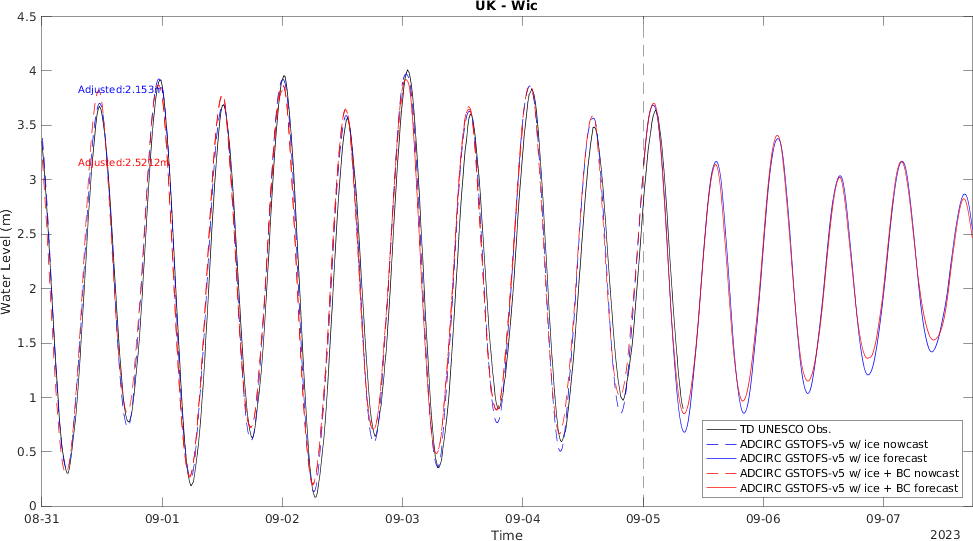 UK - Wic
4.5
4
3.5
3
2.5
2
1.5
1
0.5
0
Water Level (m)
Adjusted:2.153m
Adjusted:2.5212m
TD UNESCO Obs.
ADCIRC GSTOFS-v5 w/ ice nowcast
ADCIRC GSTOFS-v5 w/ ice forecast
ADCIRC GSTOFS-v5 w/ ice + BC nowcast
ADCIRC GSTOFS-v5 w/ ice + BC forecast
08-31 09-01 09-02 09-03 09-04 09-05 09-06 09-07
Time
2023